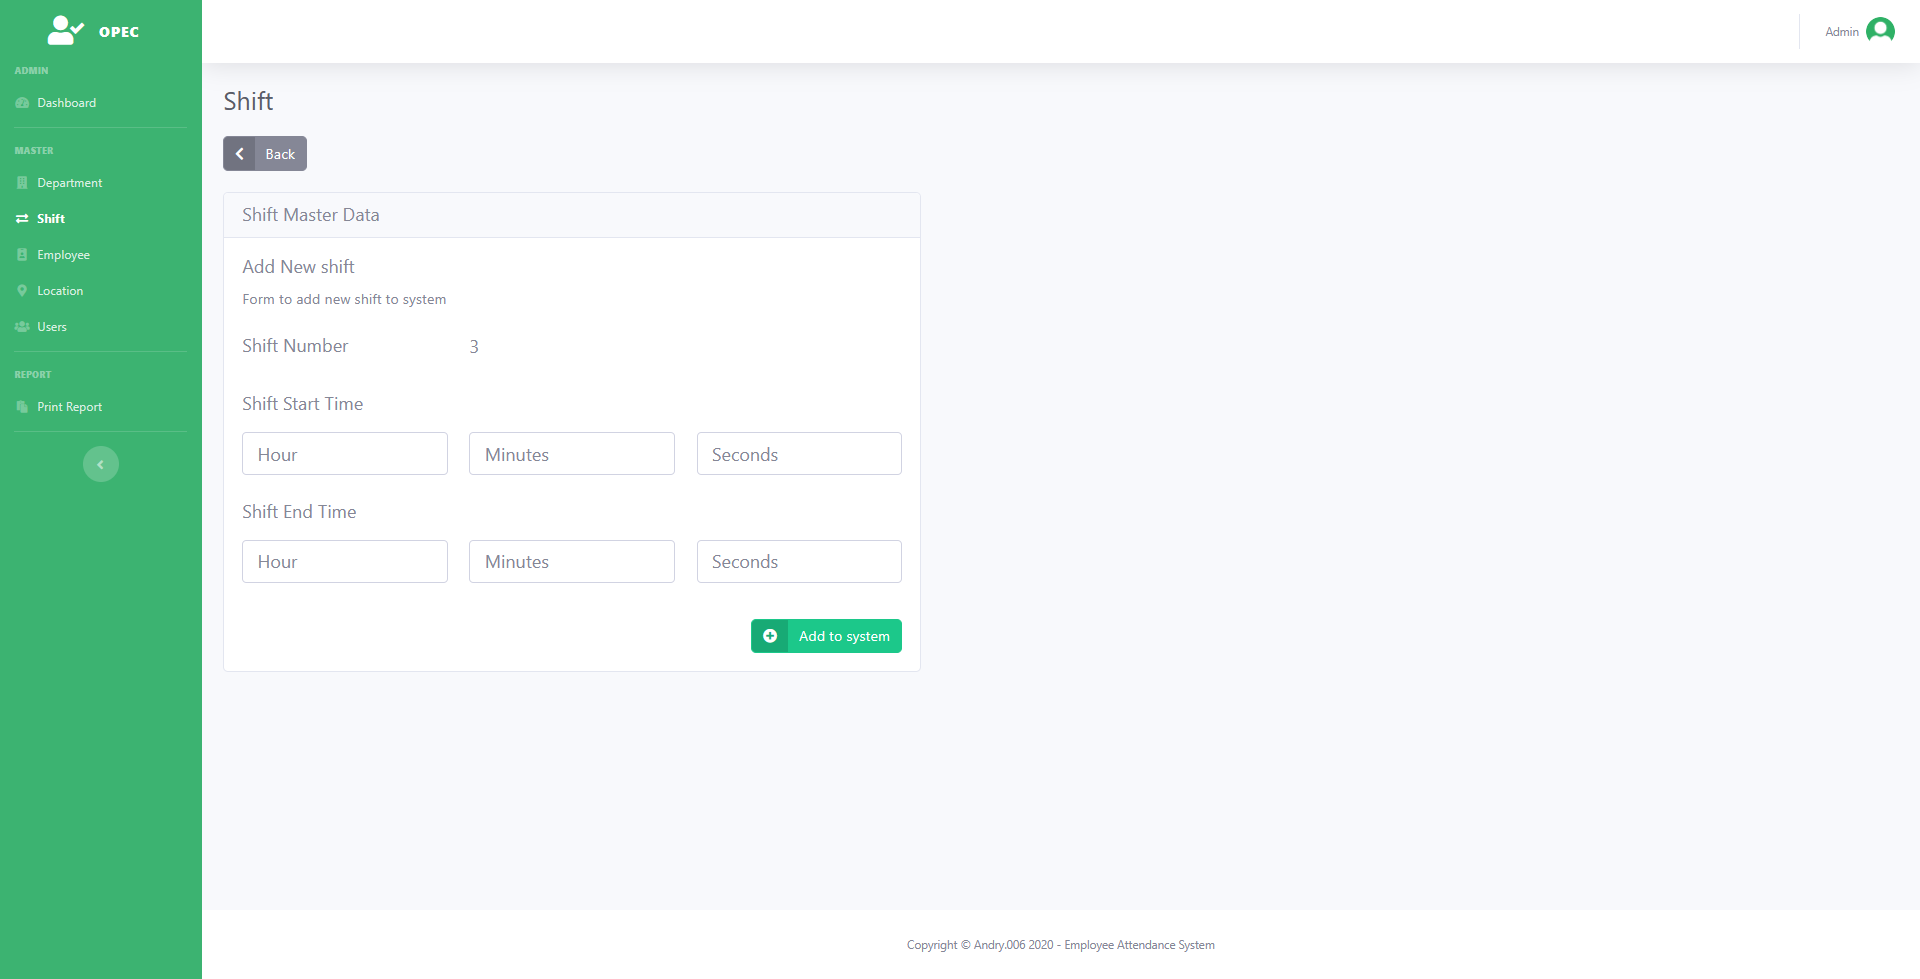 OPEC
Admin
ADMIN
Dashboard
MASTER
Department
Shift
Employee
Location
Users
REPORT
Print Report
Shift
Back
Shift Master Data
Add New shift
Form to add new shift to system
Shift Number 3
Shift Start Time
Hour Minutes Seconds
Shift End Time
Hour Minutes Seconds
Add to system
Copyright © Andry.006 2020 - Employee Attendance System